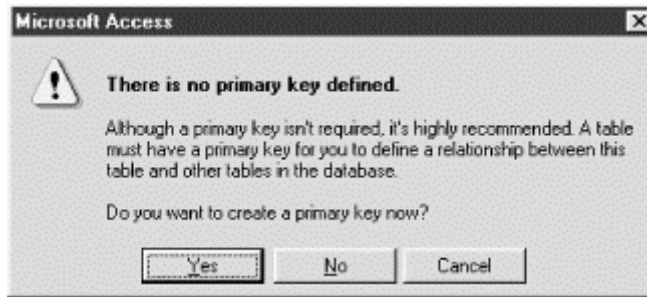 Microsoft Access
There is no primary key defined.
Although a primary key isn't required, it's highly recommended. A table
must have a primary key for you to define a relationship between this
table and other tables in the database.
Do you want to create a primary key now?
Yes No Cancel